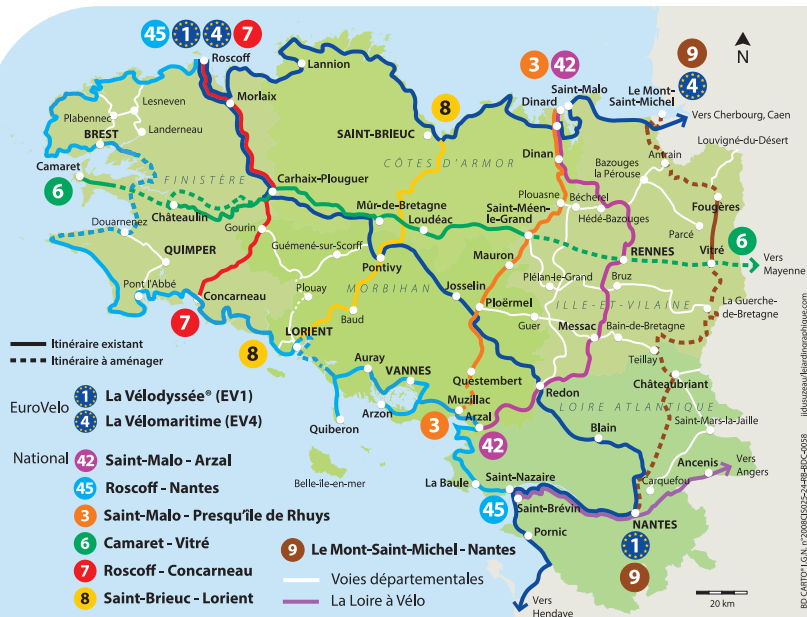 45 1 4 7
Roscoff
Lannion
Morlaix
Lesneven
Plabennec
BREST
Landerneau
Camaret
6
FINISTÈRE
Châteaulin
Carhaix-Plouguer
Douarnenez
QUIMPER
Gourin
Pont l'Abbé
Concarneau
7
8
SAINT-BRIEUC
CÔTES D'ARMOR
Mûr-de-Bretagne
Loudéac
Guémené-sur-Scorff
Pontivy
Plouay
MORBIHAN
Josselin
LORIENT
Baud
8
Auray
VANNES
Quiberon
Arzon
Belle-île-en-mer
3 42
Saint-Malo
Dinard
9
4
Le Mont-
Saint-Michel
N
Vers Cherbourg, Caen
Louvigné-du-Désert
Antrain
Bazouges
la Pérouse
Dinan
Plouasne
Bécherel
Hédé-Bazouges
Fougères
Parcé
Saint-Méen-
le-Grand
RENNES
Vitré
6
Vers
Mayenne
Mauron
Plélan-le-Grand
Bruz
ILLE-ET-VILAINE
La Guerche-
de-Bretagne
Ploërmel
Guer
Messac
Bain-de-Bretagne
Teillay
Questembert
Châteaubriant
Redon
LOIRE ATLANTIQUE
Muzillac
Arzal
3
42
Blain
Saint-Mars-la-Jaille
Ancenis
Vers
Angers
La Baule
Saint-Nazaire
45
Saint-Brévin
Carquefou
NANTES
1
9
Pornic
Vers
Hendaye
20 km
Itinéraire existant
Itinéraire à aménager
EuroVelo
1 La Vélodyssée® (EV1)
4 La Vélomaritime (EV4)
National
42 Saint-Malo - Arzal
45 Roscoff - Nantes
3 Saint-Malo - Presqu'île de Rhuys
6 Camaret - Vitré
7 Roscoff - Concarneau
8 Saint-Brieuc - Lorient
9 Le Mont-Saint-Michel - Nantes
Voies départementales
La Loire à Vélo